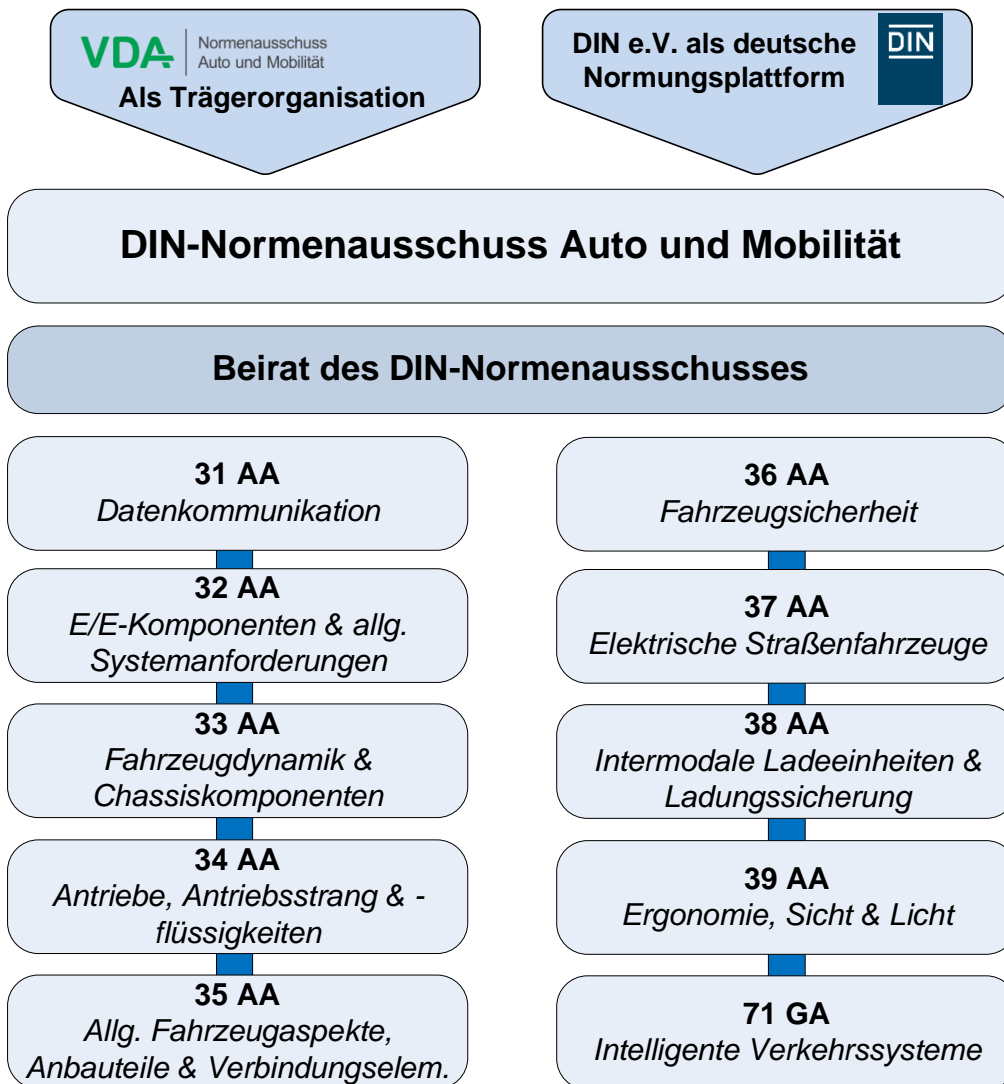 VDA
Normenausschuss
Auto und Mobilität
Als Trägerorganisation
DIN e.V. als deutsche
Normungsplattform
DIN
DIN-Normenausschuss Auto und Mobilität
Beirat des DIN-Normenausschusses
31 AA
Datenkommunikation
32 AA
E/E-Komponenten & allg.
Systemanforderungen
33 AA
Fahrzeugdynamik &
Chassiskomponenten
34 AA
Antriebe, Antriebsstrang & -
flüssigkeiten
35 AA
Allg. Fahrzeugaspekte,
Anbauteile & Verbindungselem.
36 AA
Fahrzeugsicherheit
37 AA
Elektrische Straßenfahrzeuge
38 AA
Intermodale Ladeeinheiten &
Ladungssicherung
39 AA
Ergonomie, Sicht & Licht
71 GA
Intelligente Verkehrssysteme